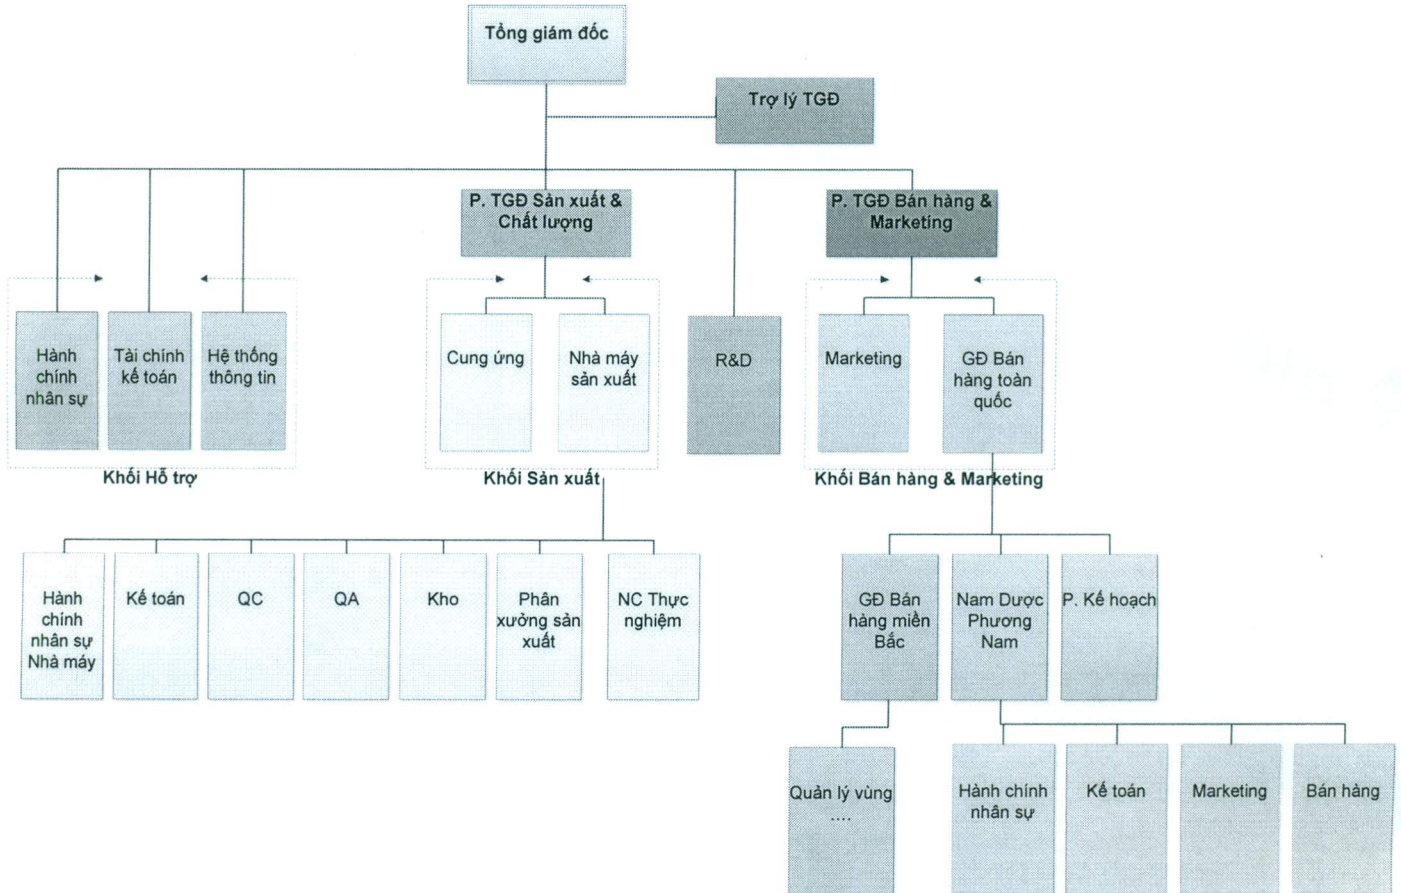 Tổng giám đốc
Trợ lý TGĐ
P. TGĐ Sản xuất &
Chất lượng
P. TGĐ Bán hàng &
Marketing
Hành
chính
nhân sự
Tài chính
kế toán
Hệ thống
thông tin
Cung ứng
Nhà máy
sản xuất
R&D
Marketing
GĐ Bán
hàng toàn
quốc
Khối Hỗ trợ
Khối Sản xuất
Khối Bán hàng & Marketing
Hành
chính
nhân sự
Nhà máy
Kế toán
QC
QA
Kho
Phân
xưởng sản
xuất
NC Thực
nghiệm
GĐ Bán
hàng miền
Bắc
Nam Dược
Phương
Nam
P. Kế hoạch
Quản lý vùng
....
Hành chính
nhân sự
Kế toán
Marketing
Bán hàng